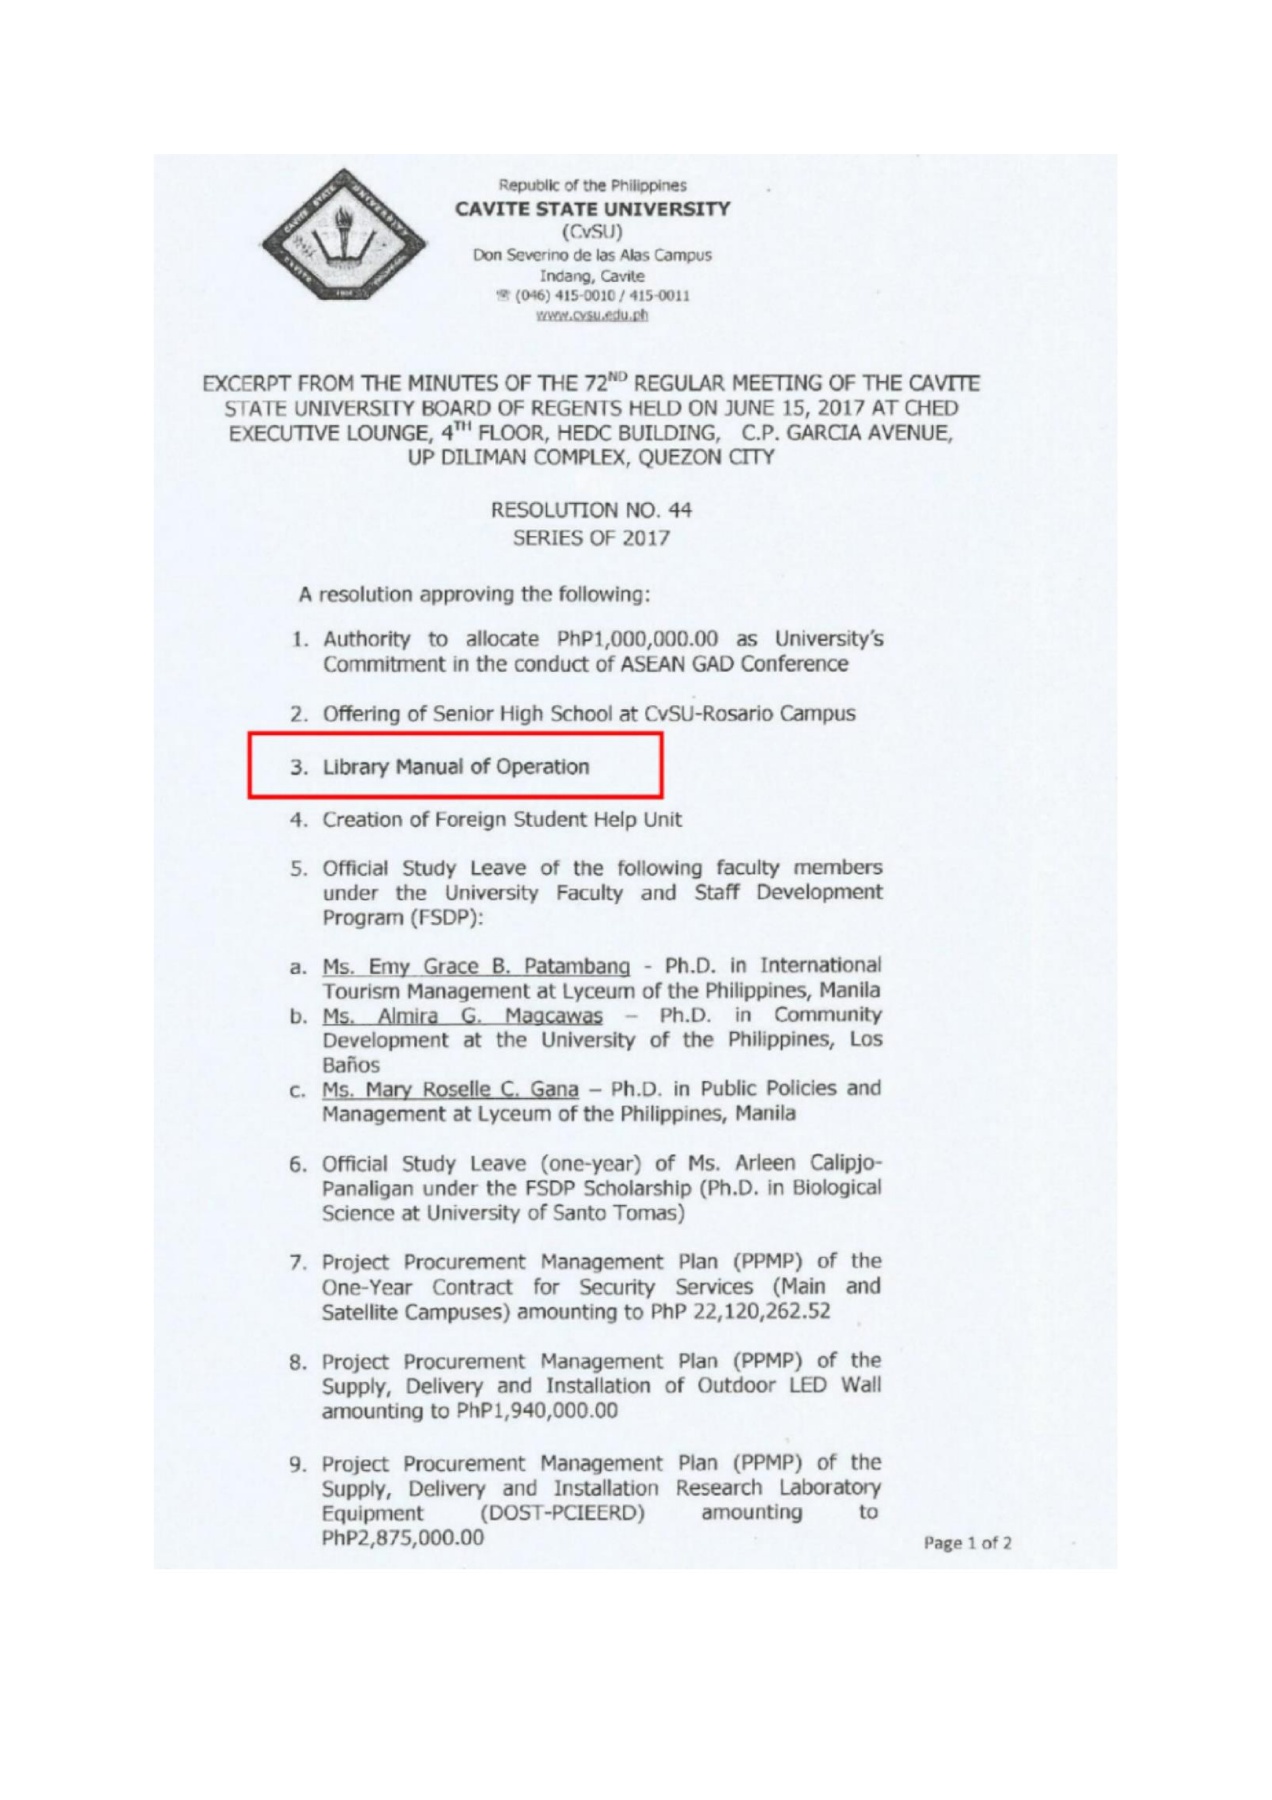 Republic of the Philippines
CAVITE STATE UNIVERSITY
(CvSU)
Don Severino de las Alas Campus
Indang, Cavite
☏ (046) 415-0010 / 415-0011
www.cvsu.edu.ph
EXCERPT FROM THE MINUTES OF THE 72ND REGULAR MEETING OF THE CAVITE
STATE UNIVERSITY BOARD OF REGENTS HELD ON JUNE 15, 2017 AT CHED
EXECUTIVE LOUNGE, 4TH FLOOR, HEDC BUILDING, C.P. GARCIA AVENUE,
UP DILIMAN COMPLEX, QUEZON CITY
RESOLUTION NO. 44
SERIES OF 2017
A resolution approving the following:
1. Authority to allocate PhP1,000,000.00 as University's
Commitment in the conduct of ASEAN GAD Conference
2. Offering of Senior High School at CvSU-Rosario Campus
3. Library Manual of Operation
4. Creation of Foreign Student Help Unit
5. Official Study Leave of the following faculty members
under the University Faculty and Staff Development
Program (FSDP):
a. Ms. Emy Grace B. Patambang - Ph.D. in International
Tourism Management at Lyceum of the Philippines, Manila
b. Ms. Almira G. Magcawas – Ph.D. in Community
Development at the University of the Philippines, Los
Baños
c. Ms. Mary Roselle C. Gana – Ph.D. in Public Policies and
Management at Lyceum of the Philippines, Manila
6. Official Study Leave (one-year) of Ms. Arleen Calipjo-
Panaligan under the FSDP Scholarship (Ph.D. in Biological
Science at University of Santo Tomas)
7. Project Procurement Management Plan (PPMP) of the
One-Year Contract for Security Services (Main and
Satellite Campuses) amounting to PhP 22,120,262.52
8. Project Procurement Management Plan (PPMP) of the
Supply, Delivery and Installation of Outdoor LED Wall
amounting to PhP1,940,000.00
9. Project Procurement Management Plan (PPMP) of the
Supply, Delivery and Installation Research Laboratory
Equipment (DOST-PCIEERD) amounting to
PhP2,875,000.00
Page 1 of 2